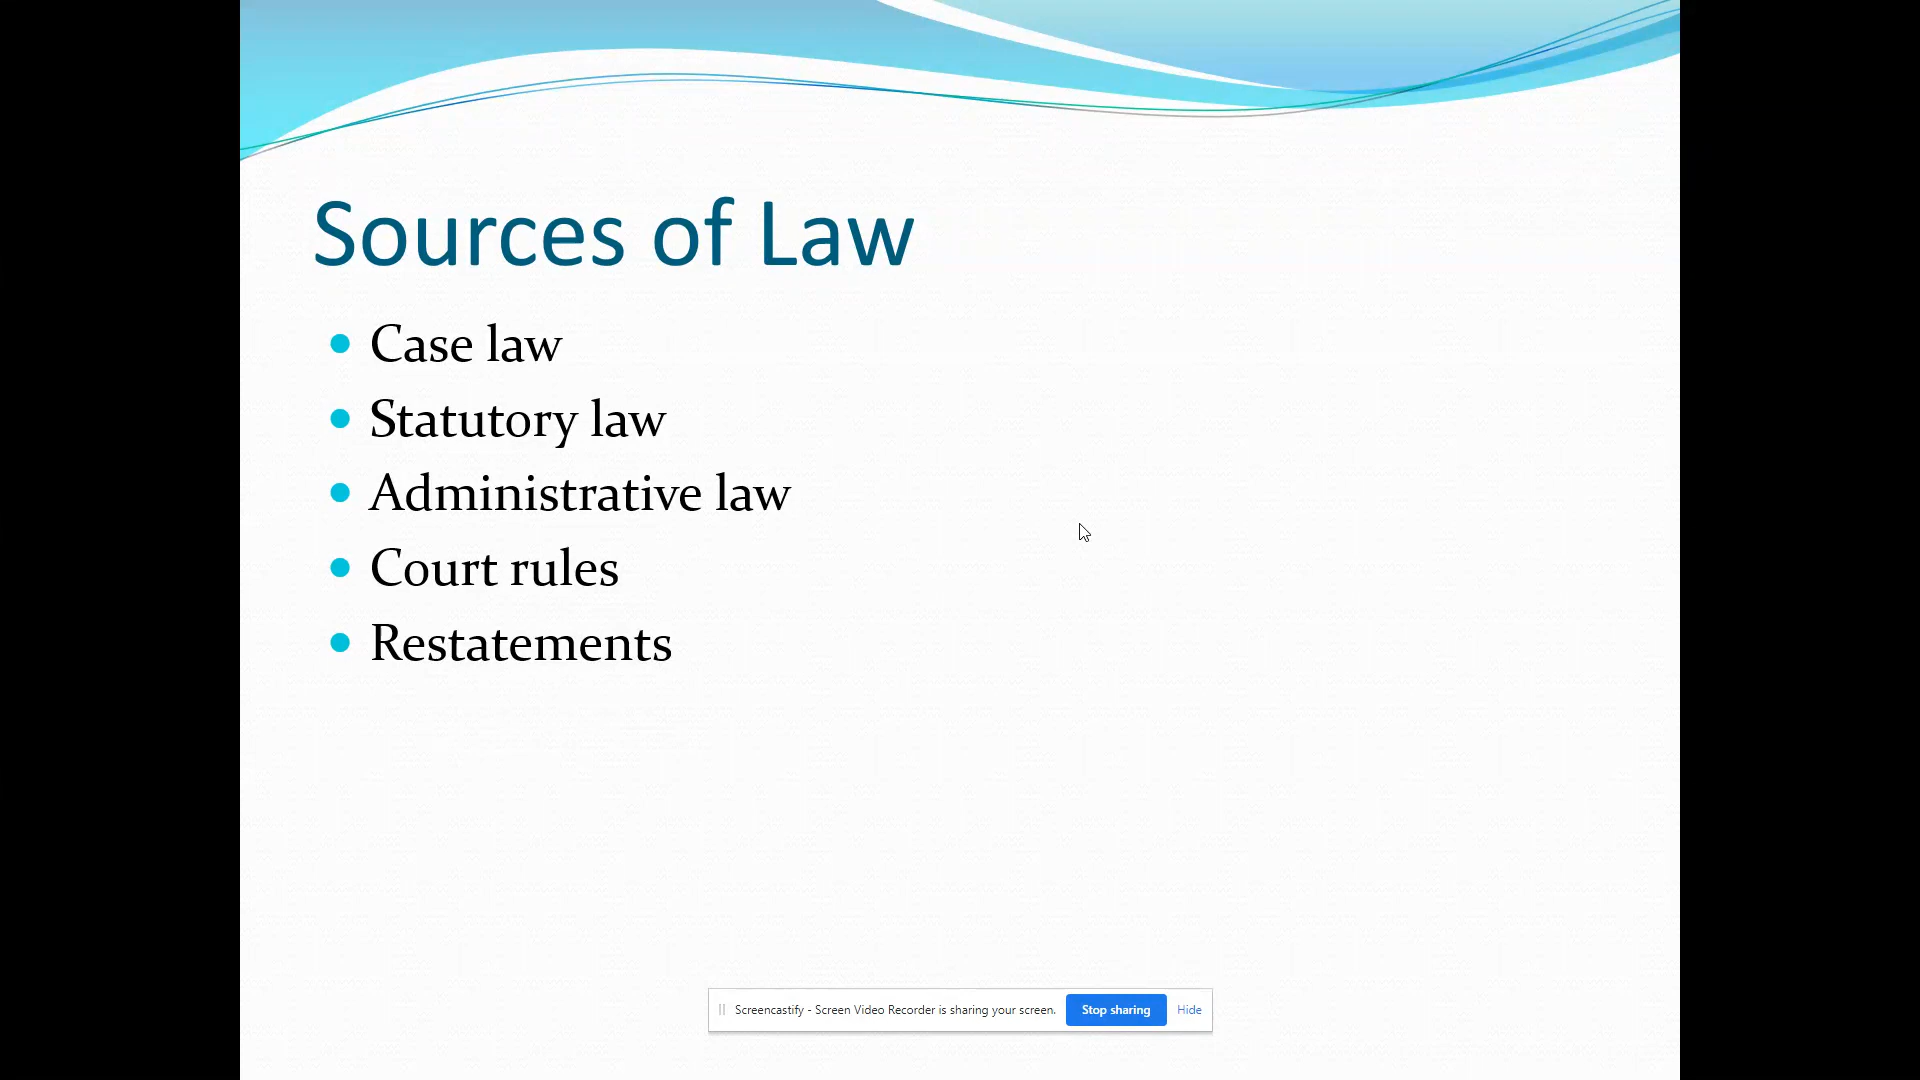 Sources of Law
• Case law
• Statutory law
• Administrative law
• Court rules
• Restatements
Screencastify - Screen Video Recorder is sharing your screen. Stop sharing Hide